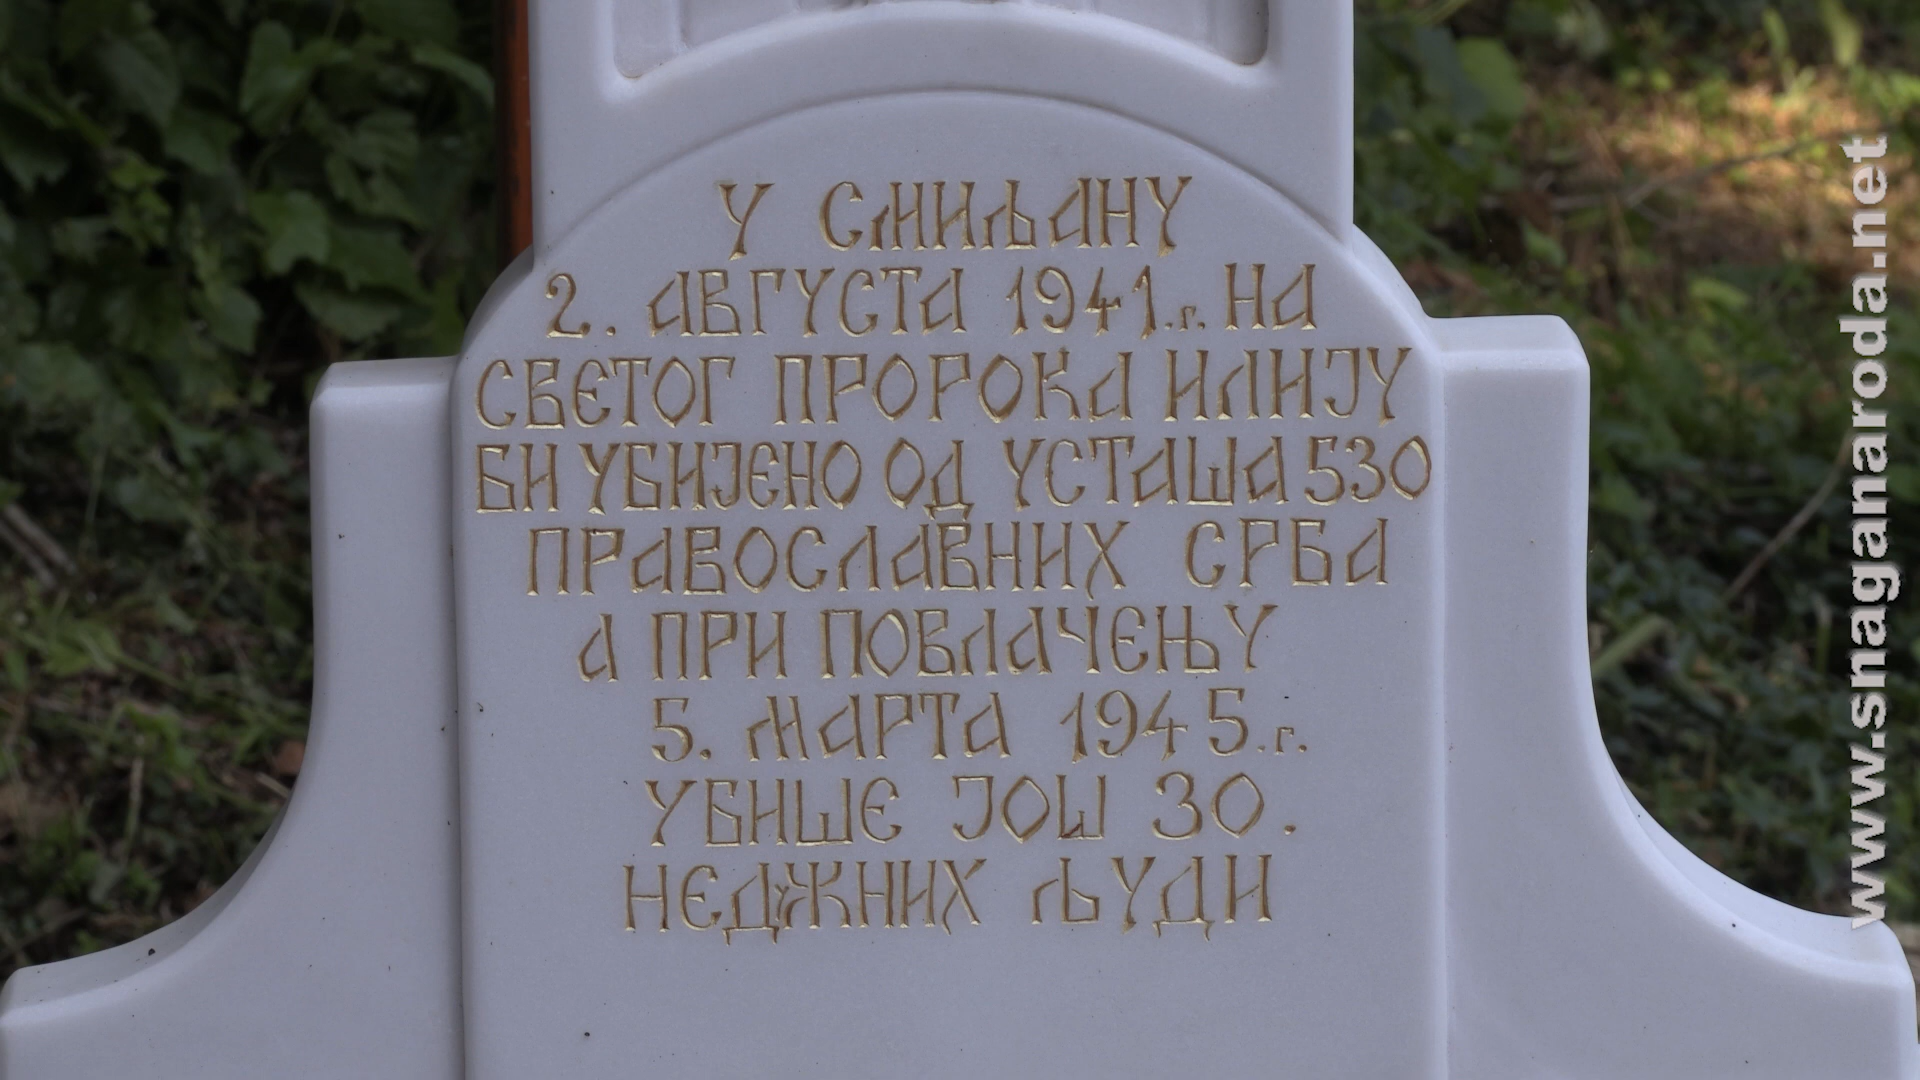 У СМИЉАНУ
2. АВГУСТА 1941.г. НА
СВЕТОГ ПРОРОКА ИЛИЈУ
БИ УБИЈЕНО ОД УСТАША 530
ПРАВОСЛАВНИХ СРБА
А ПРИ ПОВЛАЧЕЊУ
5. МАРТА 1945.г.
УБИШЕ ЈОШ 30.
НЕДУЖНИХ ЉУДИ
www.snaganaroda.net